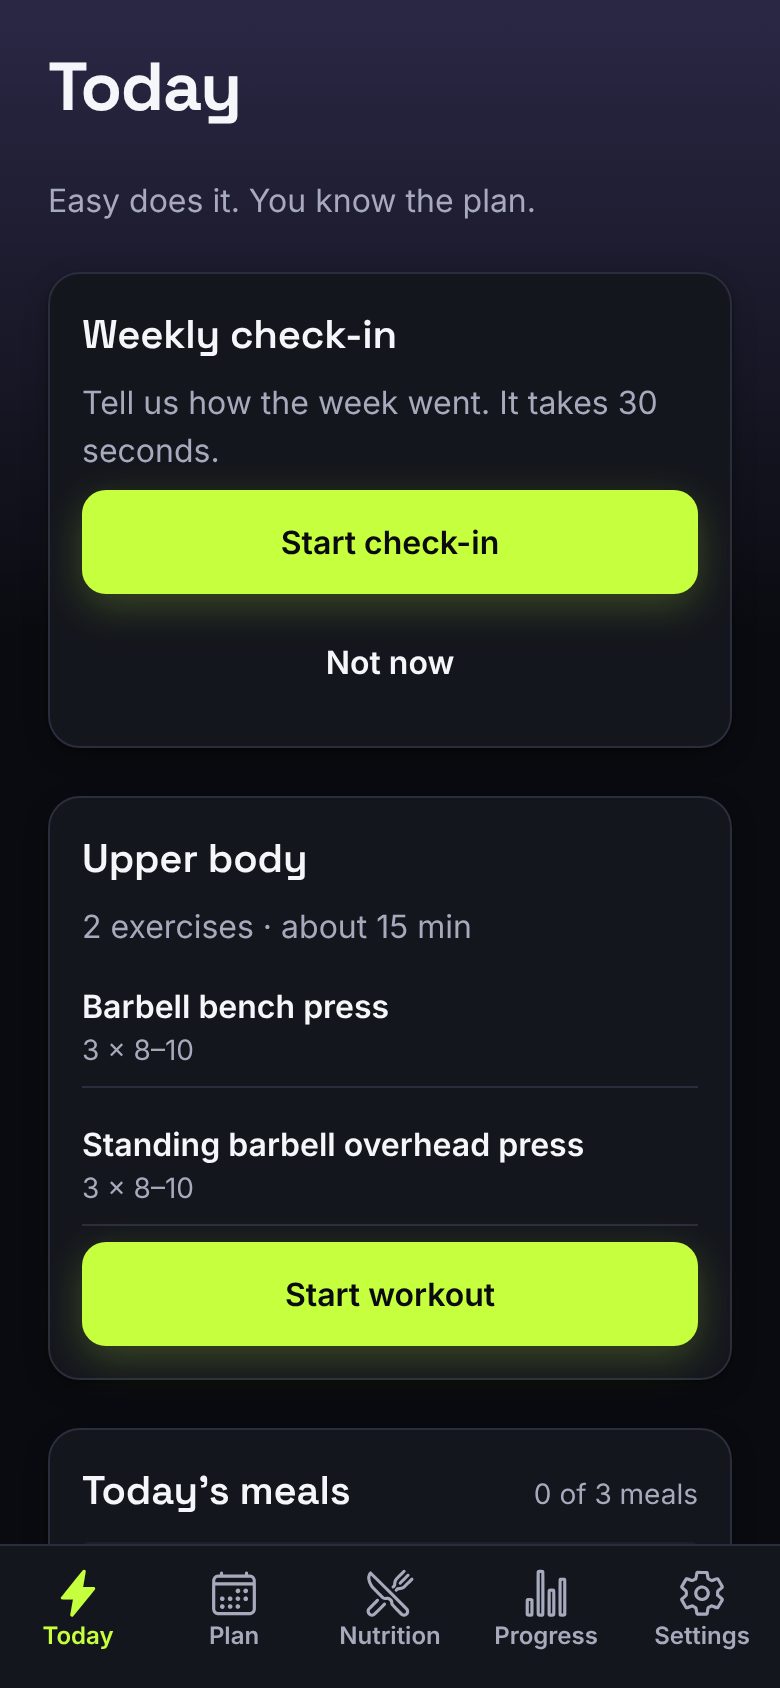 Today
Easy does it. You know the plan.
Weekly check-in
Tell us how the week went. It takes 30
seconds.
Start check-in
Not now
Upper body
2 exercises · about 15 min
Barbell bench press
3 × 8–10
Standing barbell overhead press
3 × 8–10
Start workout
Today’s meals
0 of 3 meals
Today
Plan
Nutrition
Progress
Settings